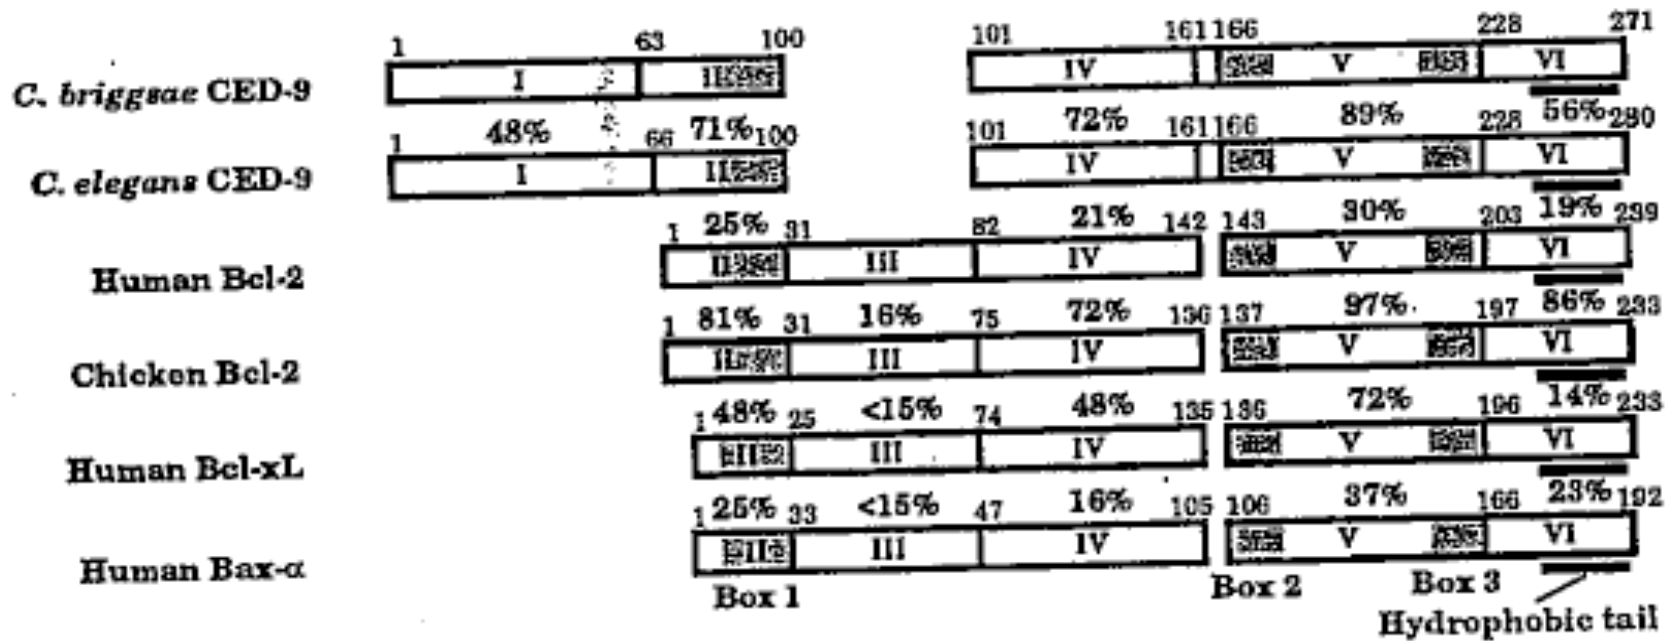 1 63 100 101 161 166 228 271
C. briggsae CED-9 I II IV V VI
1 48% 66 71% 100 101 72% 161 166 89% 228 56% 280
C. elegans CED-9 I II IV V VI
1 25% 31 82 21% 142 143 30% 203 19% 239
Human Bcl-2 II III IV V VI
1 81% 31 16% 75 72% 136 137 97% 197 86% 233
Chicken Bcl-2 II III IV V VI
1 48% 25 <15% 74 48% 135 136 72% 196 14% 233
Human Bcl-xL II III IV V VI
1 25% 33 <15% 47 16% 105 106 37% 166 23% 192
Human Bax-α II III IV V VI
Box 1 Box 2 Box 3
Hydrophobic tail